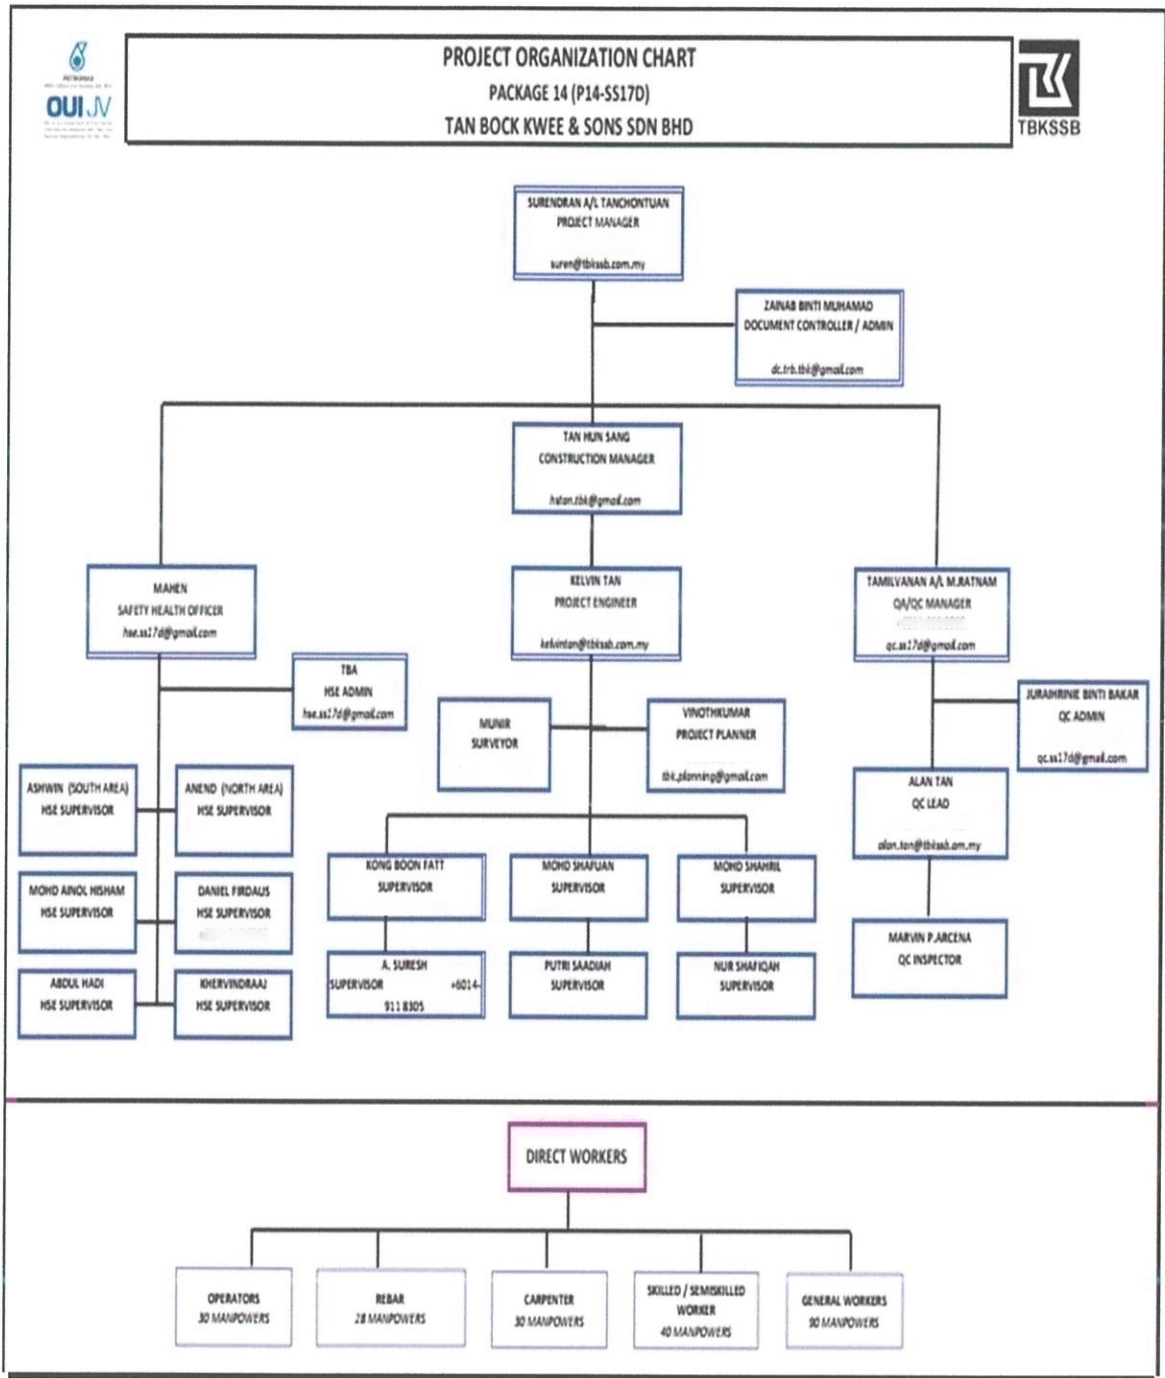 PETRONAS
OUI JV
PROJECT ORGANIZATION CHART
PACKAGE 14 (P14-SS17D)
TAN BOCK KWEE & SONS SDN BHD
TBKSSB
SURENDRAN A/L TANCHONTUAN
PROJECT MANAGER
suren@tbkssb.com.my
ZAINAB BINTI MUHAMAD
DOCUMENT CONTROLLER / ADMIN
dc.trb.tbk@gmail.com
TAN HUN SANG
CONSTRUCTION MANAGER
hstan.tbk@gmail.com
MAHEN
SAFETY HEALTH OFFICER
hse.ss17d@gmail.com
KELVIN TAN
PROJECT ENGINEER
kelvintan@tbkssb.com.my
TAMILVANAN A/L M.RATNAM
QA/QC MANAGER
qc.ss17d@gmail.com
TBA
HSE ADMIN
hse.ss17d@gmail.com
MUNIR
SURVEYOR
VINOTHKUMAR
PROJECT PLANNER
tbk.planning@gmail.com
JURAIHRINIE BINTI BAKAR
QC ADMIN
qc.ss17d@gmail.com
ASHWIN (SOUTH AREA)
HSE SUPERVISOR
ANEND (NORTH AREA)
HSE SUPERVISOR
ALAN TAN
QC LEAD
alan.tan@tbkssb.om.my
MOHD AINOL HISHAM
HSE SUPERVISOR
DANIEL FIRDAUS
HSE SUPERVISOR
KONG BOON FATT
SUPERVISOR
MOHD SHAFUAN
SUPERVISOR
MOHD SHAHRIL
SUPERVISOR
MARVIN P.ARCENA
QC INSPECTOR
ABDUL HADI
HSE SUPERVISOR
KHERVINDRAAJ
HSE SUPERVISOR
A. SURESH
SUPERVISOR +6014-
911 8305
PUTRI SAADIAH
SUPERVISOR
NUR SHAFIQAH
SUPERVISOR
DIRECT WORKERS
OPERATORS
30 MANPOWERS
REBAR
28 MANPOWERS
CARPENTER
30 MANPOWERS
SKILLED / SEMISKILLED
WORKER
40 MANPOWERS
GENERAL WORKERS
90 MANPOWERS